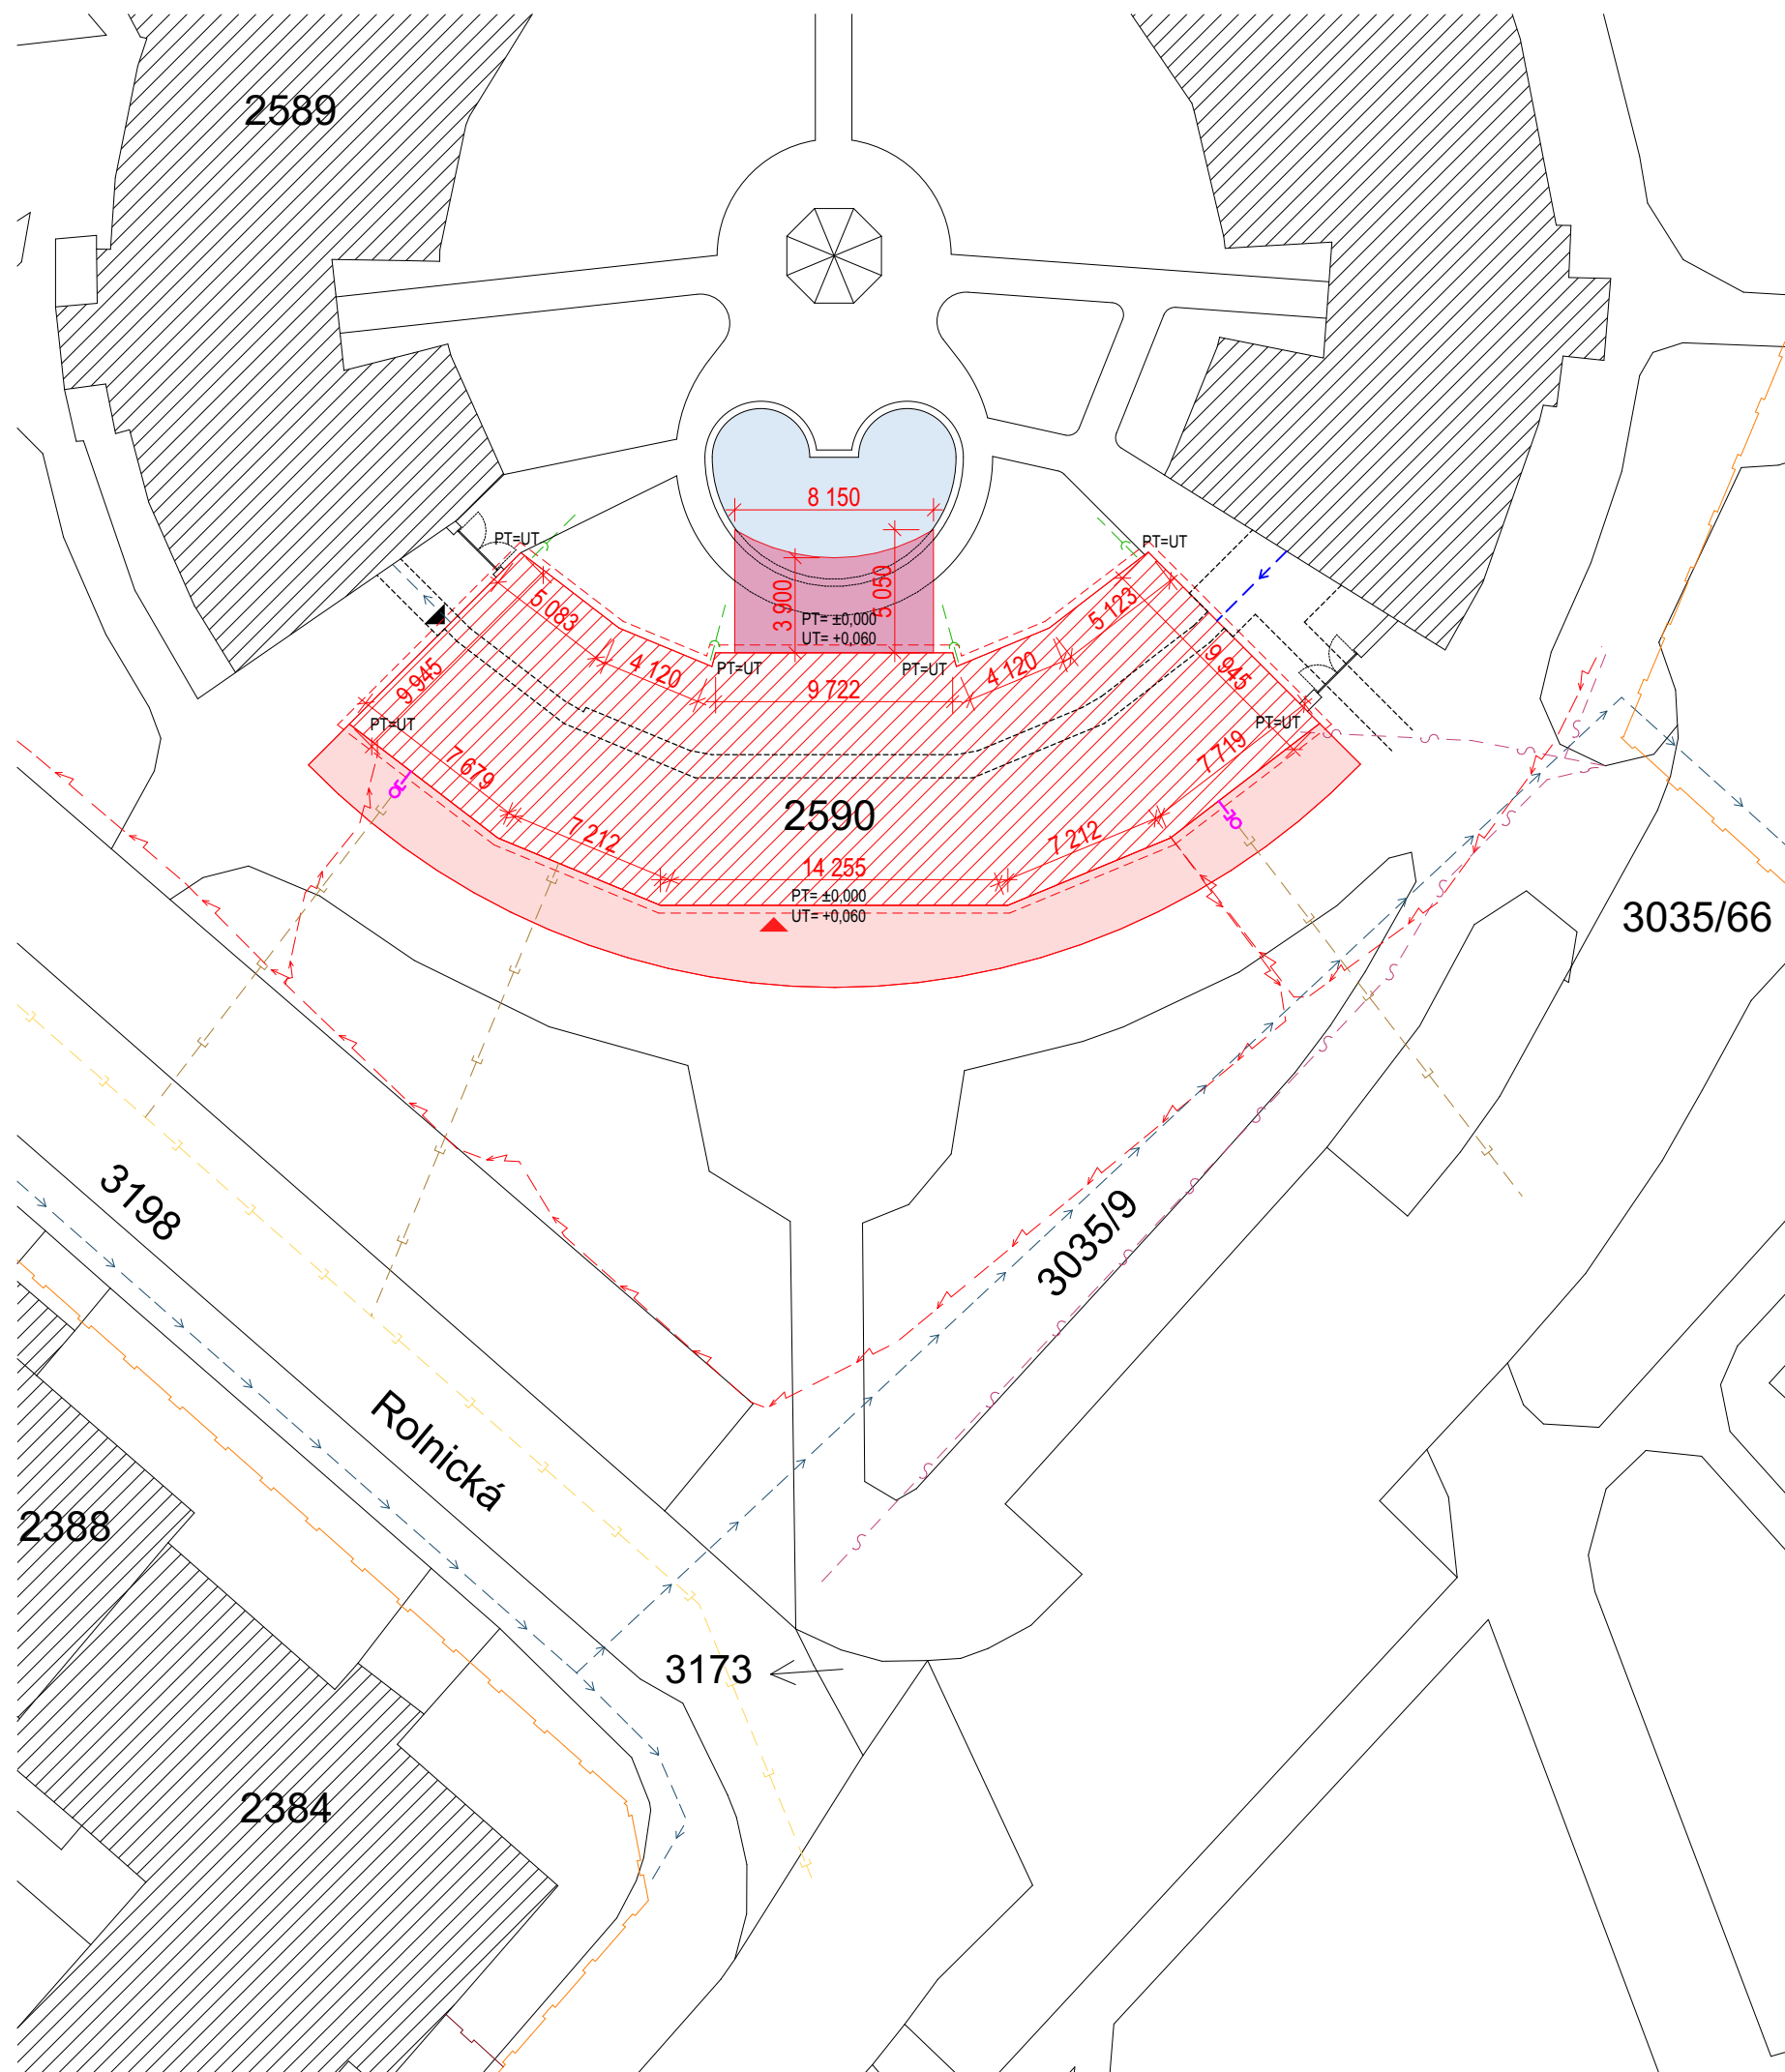 2589
8 150
PT=UT
PT=UT
5 083
3 900
5 050
5 123
PT= ±0,000
UT= +0,060
9 945
4 120
PT=UT
PT=UT
4 120
9 945
9 722
PT=UT
PT=UT
7 679
7 719
2590
7 212
7 212
14 255
PT= ±0,000
UT= +0,060
3035/66
3198
3035/9
Rolnická
2388
3173
2384